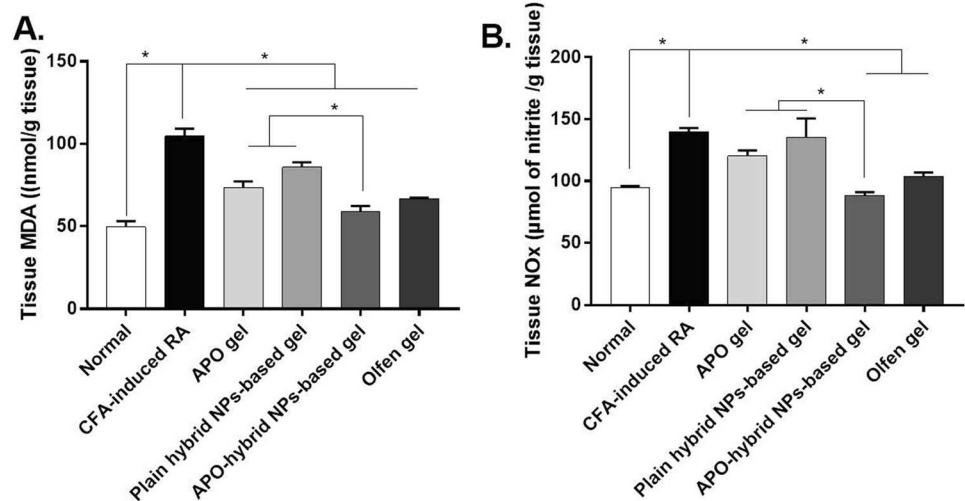 A.
Tissue MDA ((nmol/g tissue)
150
100
50
0
*
*
*
Normal
CFA-induced RA
APO gel
Plain hybrid NPs-based gel
APO-hybrid NPs-based gel
Olfen gel
B.
Tissue NOx (µmol of nitrite /g tissue)
200
150
100
50
0
*
*
*
Normal
CFA-induced RA
APO gel
Plain hybrid NPs-based gel
APO-hybrid NPs-based gel
Olfen gel